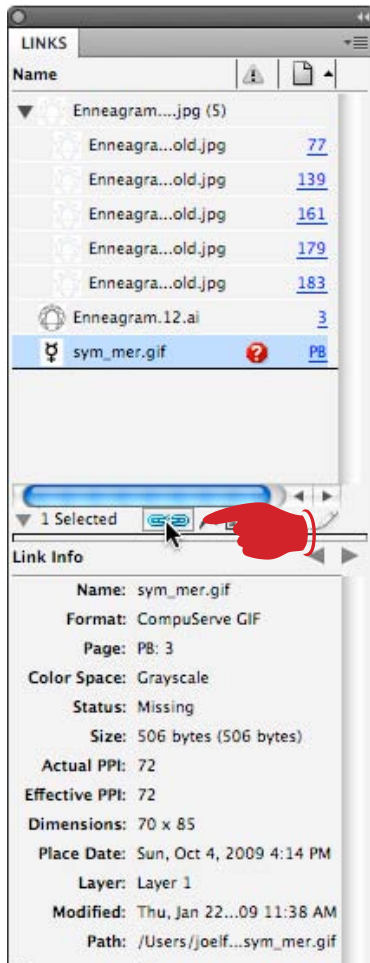 LINKS
Name
Enneagram....jpg (5)
Enneagra...old.jpg 77
Enneagra...old.jpg 139
Enneagra...old.jpg 161
Enneagra...old.jpg 179
Enneagra...old.jpg 183
Enneagram.12.ai 3
sym_mer.gif ? PB
1 Selected
Link Info
Name: sym_mer.gif
Format: CompuServe GIF
Page: PB: 3
Color Space: Grayscale
Status: Missing
Size: 506 bytes (506 bytes)
Actual PPI: 72
Effective PPI: 72
Dimensions: 70 x 85
Place Date: Sun, Oct 4, 2009 4:14 PM
Layer: Layer 1
Modified: Thu, Jan 22...09 11:38 AM
Path: /Users/joelf...sym_mer.gif